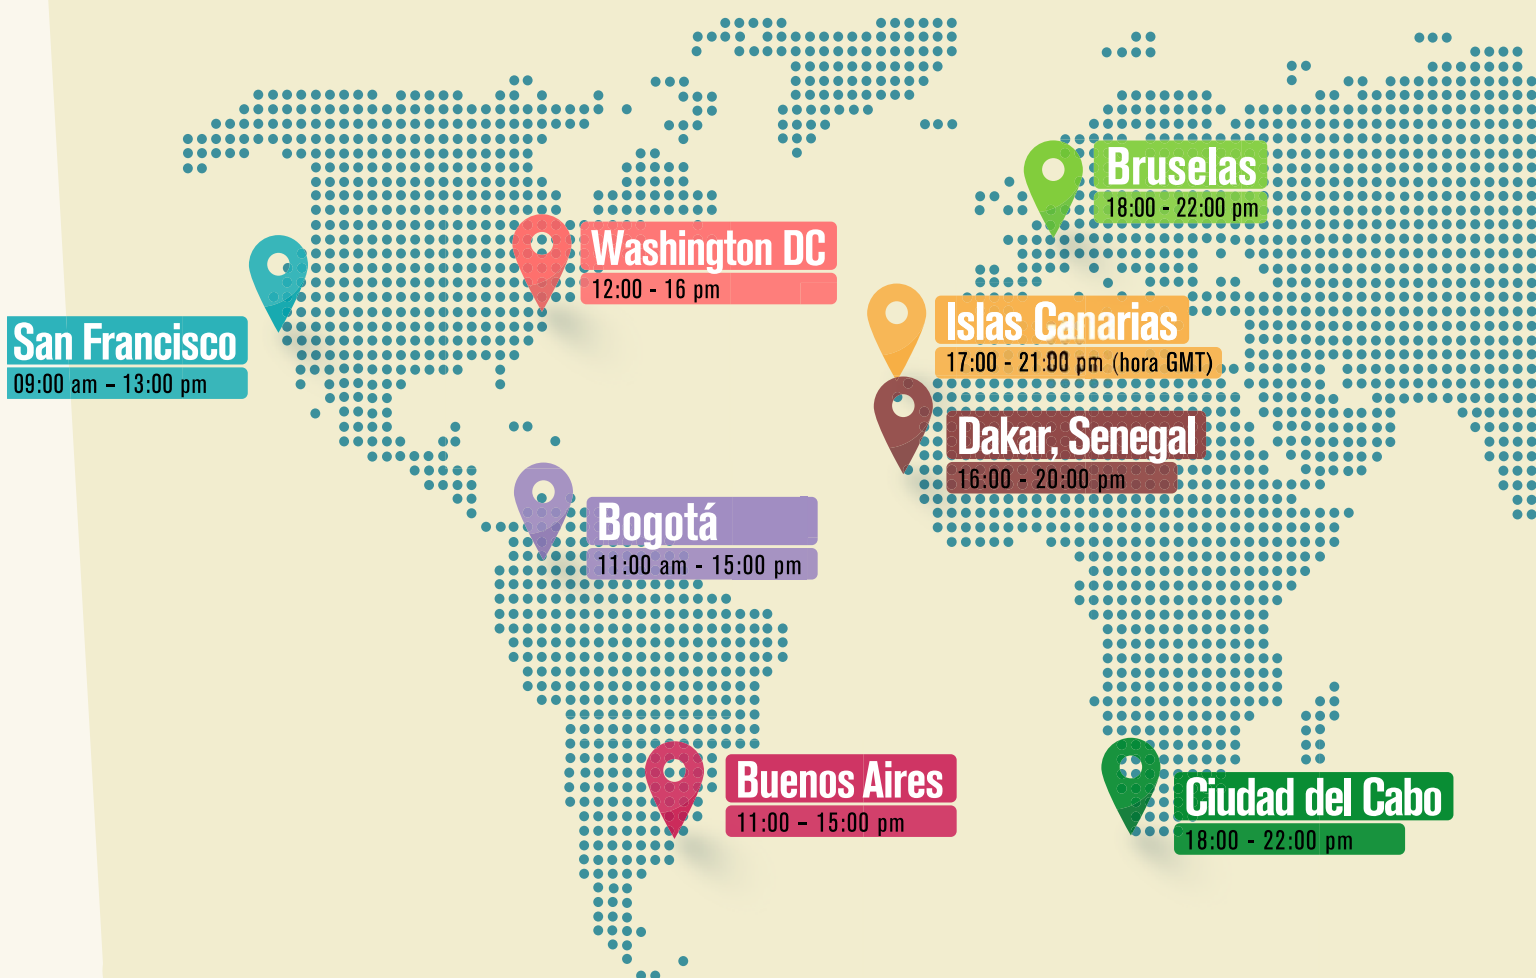 Bruselas
18:00 - 22:00 pm
Washington DC
12:00 - 16 pm
San Francisco
09:00 am – 13:00 pm
Islas Canarias
17:00 - 21:00 pm (hora GMT)
Dakar, Senegal
16:00 - 20:00 pm
Bogotá
11:00 am - 15:00 pm
Buenos Aires
11:00 – 15:00 pm
Ciudad del Cabo
18:00 - 22:00 pm